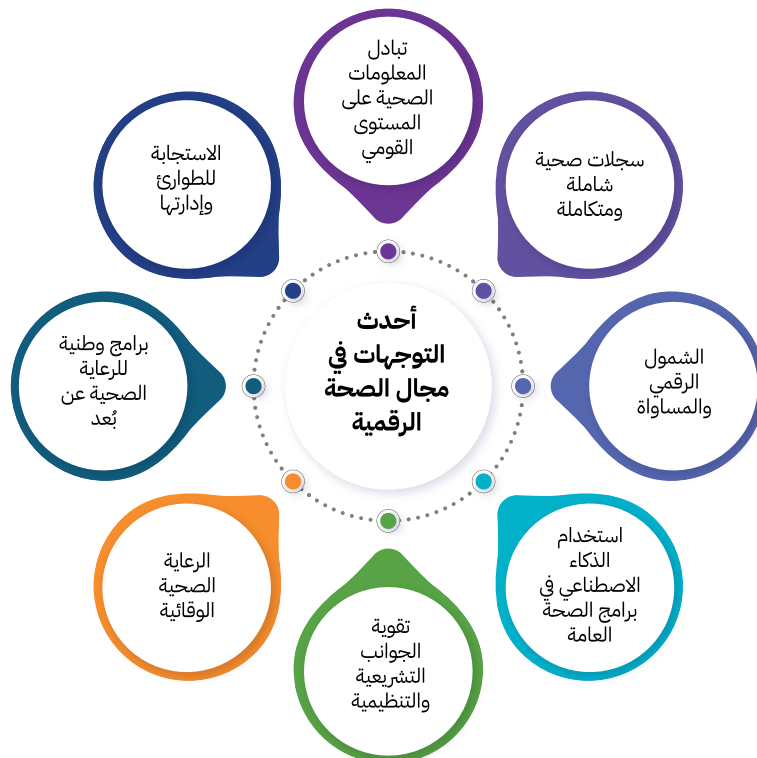 أحدث
التوجهات في
مجال الصحة
الرقمية
تبادل
المعلومات
الصحية على
المستوى
القومي
سجلات صحية
شاملة
ومتكاملة
الشمول
الرقمي
والمساواة
استخدام
الذكاء
الاصطناعي في
برامج الصحة
العامة
تقوية
الجوانب
التشريعية
والتنظيمية
الرعاية
الصحية
الوقائية
برامج وطنية
للرعاية
الصحية عن
بُعد
الاستجابة
للطوارئ
وإدارتها